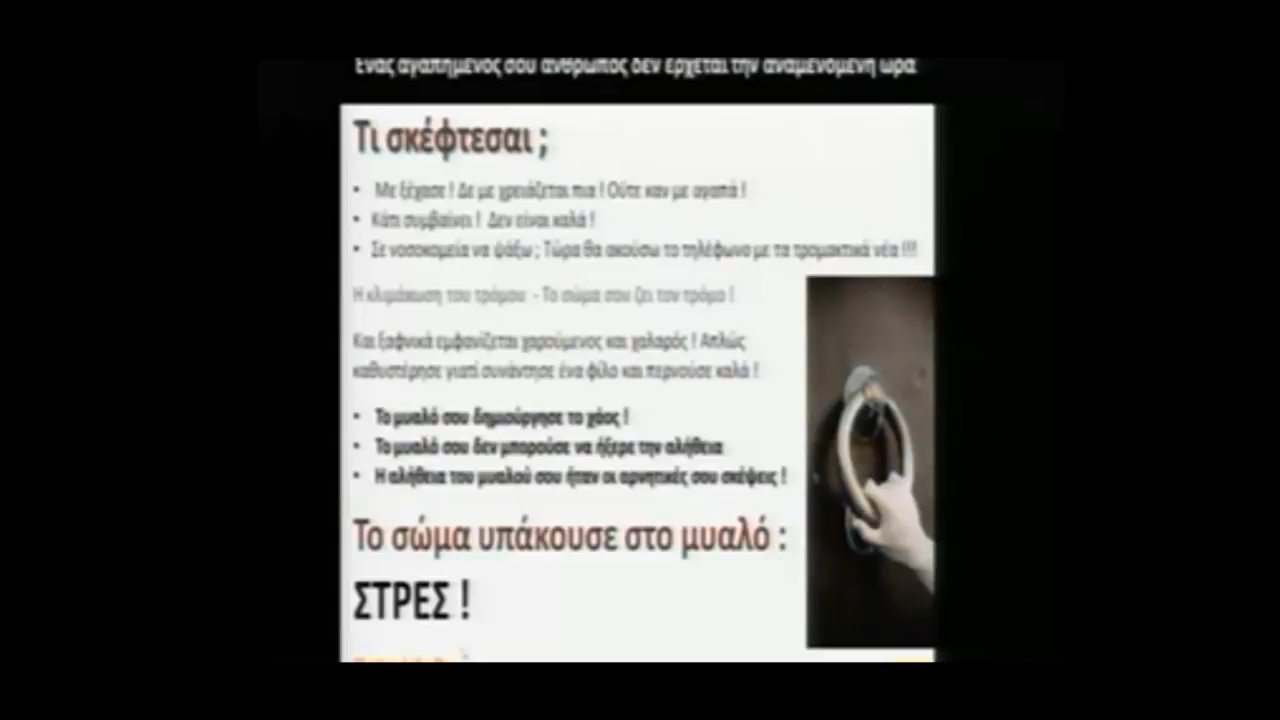 Ένας αγαπημένος σου άνθρωπος δεν έρχεται την αναμενόμενη ώρα
Τι σκέφτεσαι ;
• Με ξέχασε ! Δε με χρειάζεται πια ! Ούτε καν με αγαπά !
• Κάτι συμβαίνει ! Δεν είναι καλά !
• Σε νοσοκομεία να ψάξω ; Τώρα θα ακούσω το τηλέφωνο με τα τρομακτικά νέα !!!
Η κλιμάκωση του τρόμου - Το σώμα σου ζει τον τρόμο !
Και ξαφνικά εμφανίζεται χαρούμενος και χαλαρός ! Απλώς
καθυστέρησε γιατί συνάντησε ένα φίλο και περνούσε καλά !
• Το μυαλό σου δημιούργησε το χάος !
• Το μυαλό σου δεν μπορούσε να ήξερε την αλήθεια
• Η αλήθεια του μυαλού σου ήταν οι αρνητικές σου σκέψεις !
Το σώμα υπάκουσε στο μυαλό :
ΣΤΡΕΣ !